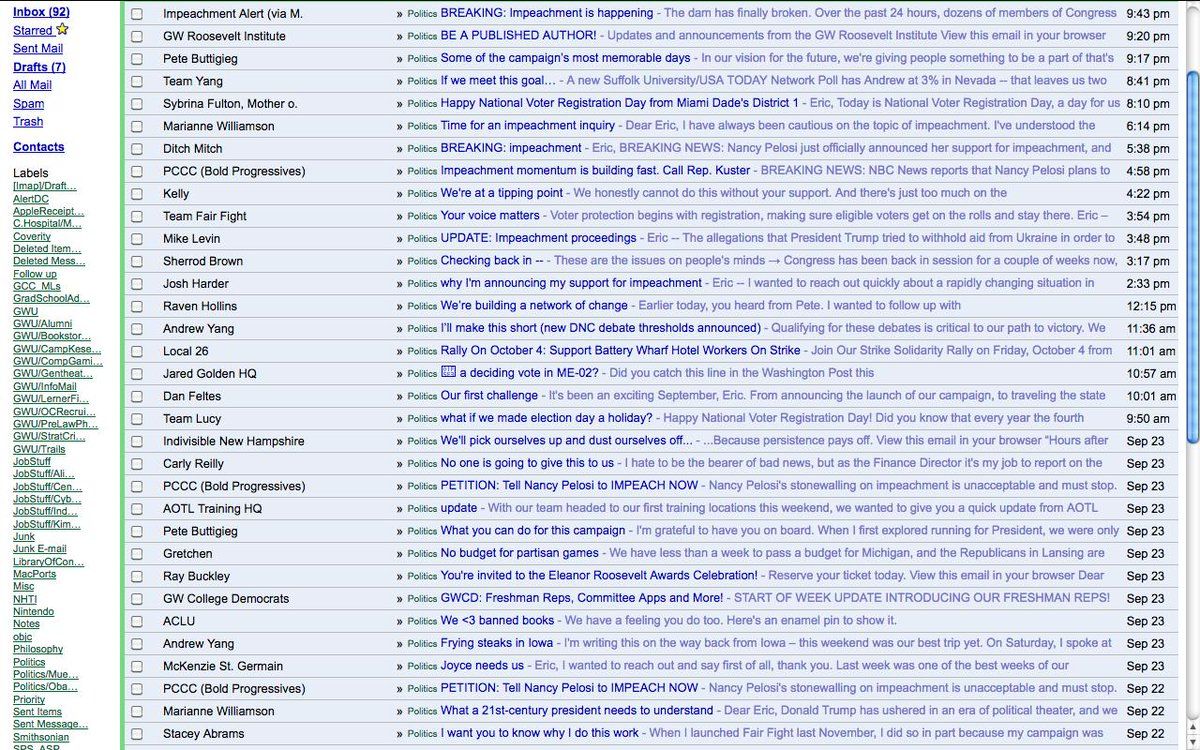 Inbox (92)
Starred
Sent Mail
Drafts (7)
All Mail
Spam
Trash
Contacts
Labels
[Imap]/Draft...
AlertDC
AppleReceipt...
C.Hospital/M...
Coverity
Deleted Item...
Deleted Mess...
Follow up
GCC_MLs
GradSchoolAd...
GWU
GWU/Alumni
GWU/Bookstor...
GWU/CampKese...
GWU/CompGami...
GWU/Gentheat...
GWU/InfoMail
GWU/LernerFi...
GWU/OCRecrui...
GWU/PreLawPh...
GWU/StratCri...
GWU/Trails
JobStuff
JobStuff/Ali...
JobStuff/Cen...
JobStuff/Cyb...
JobStuff/Ind...
JobStuff/Kim...
Junk
Junk E-mail
LibraryOfCon...
MacPorts
Misc
NHTI
Nintendo
Notes
objc
Philosophy
Politics
Politics/Mue...
Politics/Oba...
Priority
Sent Items
Sent Message...
Smithsonian
SPS_ASP
Impeachment Alert (via M. » Politics BREAKING: Impeachment is happening - The dam has finally broken. Over the past 24 hours, dozens of members of Congress 9:43 pm
GW Roosevelt Institute » Politics BE A PUBLISHED AUTHOR! - Updates and announcements from the GW Roosevelt Institute View this email in your browser 9:20 pm
Pete Buttigieg » Politics Some of the campaign's most memorable days - In our vision for the future, we're giving people something to be a part of that's 9:17 pm
Team Yang » Politics If we meet this goal… - A new Suffolk University/USA TODAY Network Poll has Andrew at 3% in Nevada -- that leaves us two 8:41 pm
Sybrina Fulton, Mother o. » Politics Happy National Voter Registration Day from Miami Dade's District 1 - Eric, Today is National Voter Registration Day, a day for us 8:10 pm
Marianne Williamson » Politics Time for an impeachment inquiry - Dear Eric, I have always been cautious on the topic of impeachment. I've understood the 6:14 pm
Ditch Mitch » Politics BREAKING: impeachment - Eric, BREAKING NEWS: Nancy Pelosi just officially announced her support for impeachment, and 5:38 pm
PCCC (Bold Progressives) » Politics Impeachment momentum is building fast. Call Rep. Kuster - BREAKING NEWS: NBC News reports that Nancy Pelosi plans to 4:58 pm
Kelly » Politics We're at a tipping point - We honestly cannot do this without your support. And there's just too much on the 4:22 pm
Team Fair Fight » Politics Your voice matters - Voter protection begins with registration, making sure eligible voters get on the rolls and stay there. Eric – 3:54 pm
Mike Levin » Politics UPDATE: Impeachment proceedings - Eric -- The allegations that President Trump tried to withhold aid from Ukraine in order to 3:48 pm
Sherrod Brown » Politics Checking back in -- - These are the issues on people's minds → Congress has been back in session for a couple of weeks now, 3:17 pm
Josh Harder » Politics why I'm announcing my support for impeachment - Eric -- I wanted to reach out quickly about a rapidly changing situation in 2:33 pm
Raven Hollins » Politics We're building a network of change - Earlier today, you heard from Pete. I wanted to follow up with 12:15 pm
Andrew Yang » Politics I'll make this short (new DNC debate thresholds announced) - Qualifying for these debates is critical to our path to victory. We 11:36 am
Local 26 » Politics Rally On October 4: Support Battery Wharf Hotel Workers On Strike - Join Our Strike Solidarity Rally on Friday, October 4 from 11:01 am
Jared Golden HQ » Politics a deciding vote in ME-02? - Did you catch this line in the Washington Post this 10:57 am
Dan Feltes » Politics Our first challenge - It's been an exciting September, Eric. From announcing the launch of our campaign, to traveling the state 10:01 am
Team Lucy » Politics what if we made election day a holiday? - Happy National Voter Registration Day! Did you know that every year the fourth 9:50 am
Indivisible New Hampshire » Politics We'll pick ourselves up and dust ourselves off... - ...Because persistence pays off. View this email in your browser "Hours after Sep 23
Carly Reilly » Politics No one is going to give this to us - I hate to be the bearer of bad news, but as the Finance Director it's my job to report on the Sep 23
PCCC (Bold Progressives) » Politics PETITION: Tell Nancy Pelosi to IMPEACH NOW - Nancy Pelosi's stonewalling on impeachment is unacceptable and must stop. Sep 23
AOTL Training HQ » Politics update - With our team headed to our first training locations this weekend, we wanted to give you a quick update from AOTL Sep 23
Pete Buttigieg » Politics What you can do for this campaign - I'm grateful to have you on board. When I first explored running for President, we were only Sep 23
Gretchen » Politics No budget for partisan games - We have less than a week to pass a budget for Michigan, and the Republicans in Lansing are Sep 23
Ray Buckley » Politics You're invited to the Eleanor Roosevelt Awards Celebration! - Reserve your ticket today. View this email in your browser Dear Sep 23
GW College Democrats » Politics GWCD: Freshman Reps, Committee Apps and More! - START OF WEEK UPDATE INTRODUCING OUR FRESHMAN REPS! Sep 23
ACLU » Politics We <3 banned books - We have a feeling you do too. Here's an enamel pin to show it. Sep 23
Andrew Yang » Politics Frying steaks in Iowa - I'm writing this on the way back from Iowa – this weekend was our best trip yet. On Saturday, I spoke at Sep 23
McKenzie St. Germain » Politics Joyce needs us - Eric, I wanted to reach out and say first of all, thank you. Last week was one of the best weeks of our Sep 23
PCCC (Bold Progressives) » Politics PETITION: Tell Nancy Pelosi to IMPEACH NOW - Nancy Pelosi's stonewalling on impeachment is unacceptable and must stop. Sep 22
Marianne Williamson » Politics What a 21st-century president needs to understand - Dear Eric, Donald Trump has ushered in an era of political theater, and we Sep 22
Stacey Abrams » Politics I want you to know why I do this work - When I launched Fair Fight last November, I did so in part because my campaign was Sep 22